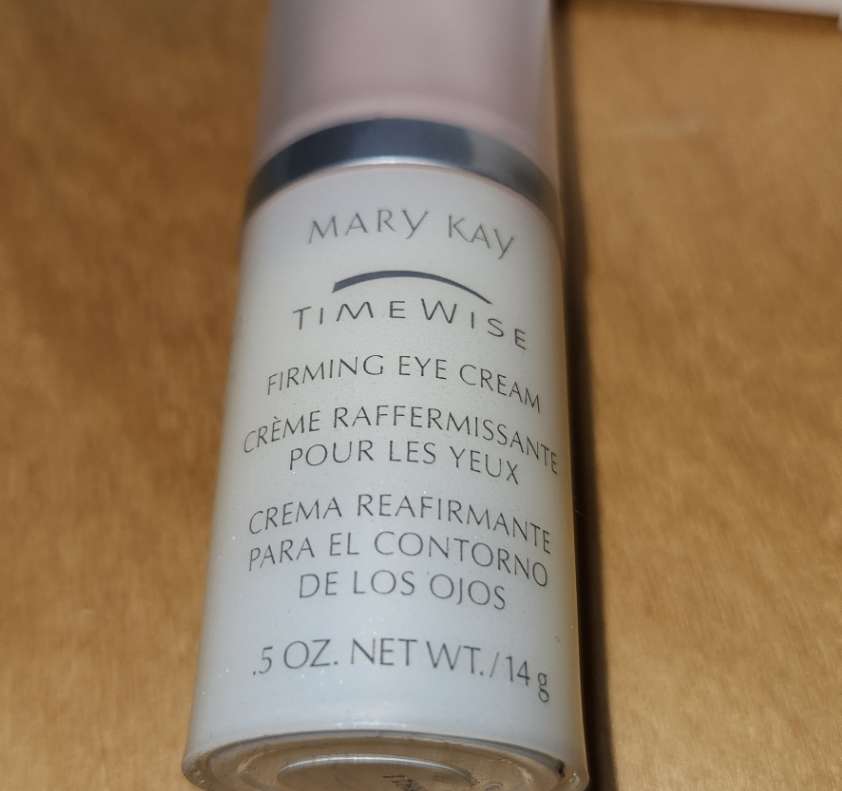 MARY KAY
TIMEWISE
FIRMING EYE CREAM
CRÈME RAFFERMISSANTE
POUR LES YEUX
CREMA REAFIRMANTE
PARA EL CONTORNO
DE LOS OJOS
.5 OZ. NET WT./14 g